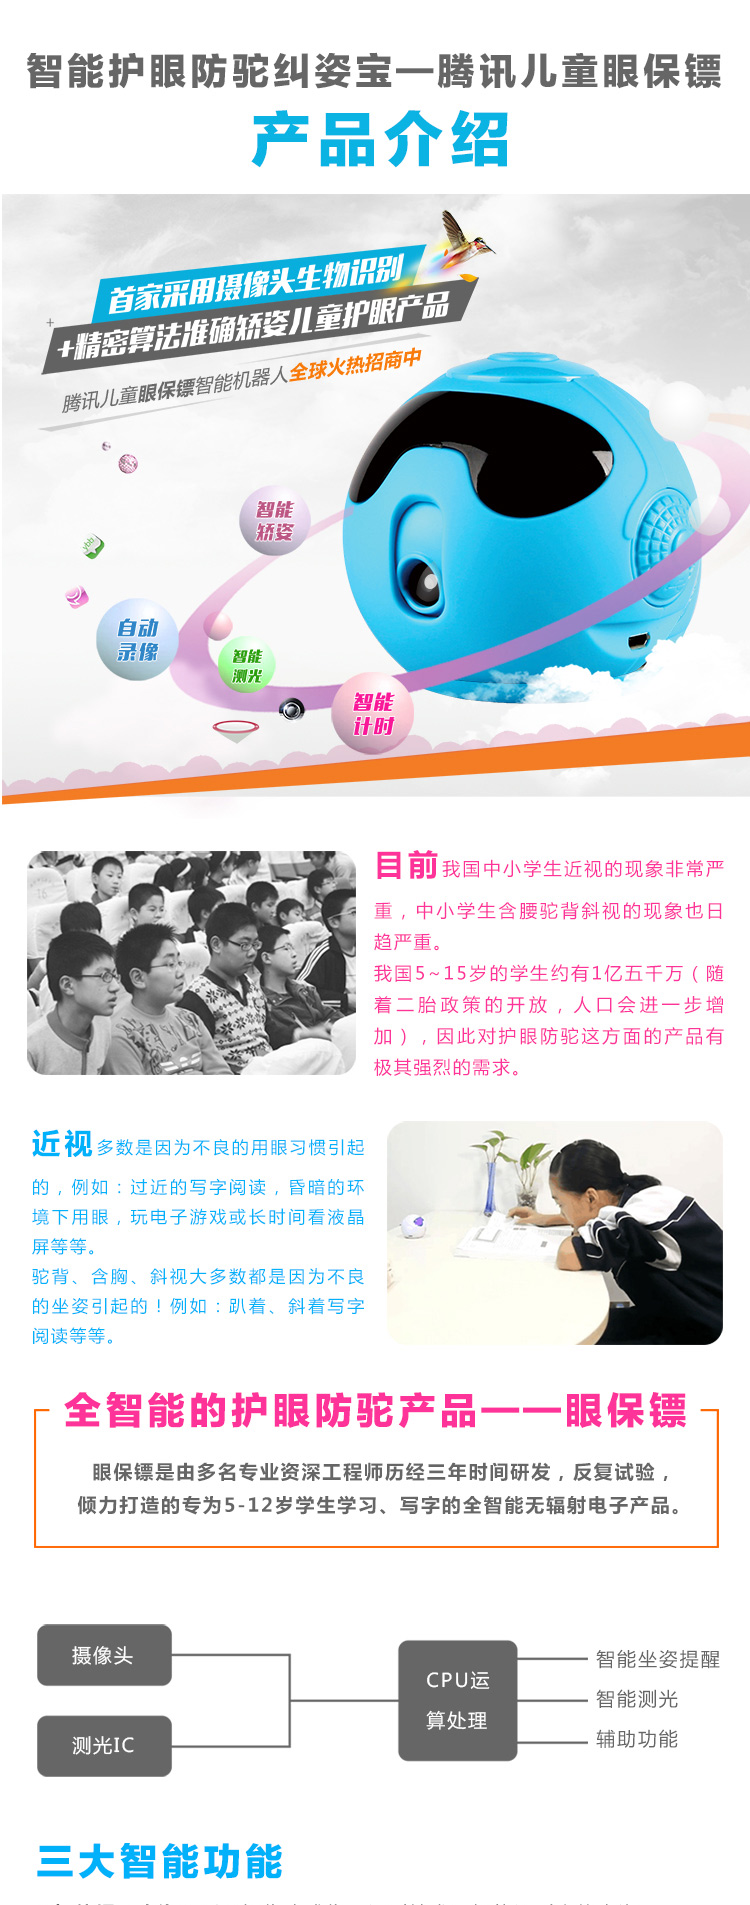 智能护眼防驼纠姿宝—腾讯儿童眼保镖
产品介绍
首家采用摄像头生物识别
+精密算法准确矫姿儿童护眼产品
腾讯儿童眼保镖智能机器人全球火热招商中
智能
矫姿
自动
录像
智能
测光
智能
计时
目前我国中小学生近视的现象非常严
重，中小学生含腰驼背斜视的现象也日
趋严重。
我国5~15岁的学生约有1亿五千万（随
着二胎政策的开放，人口会进一步增
加），因此对护眼防驼这方面的产品有
极其强烈的需求。
近视多数是因为不良的用眼习惯引起
的，例如：过近的写字阅读，昏暗的环
境下用眼，玩电子游戏或长时间看液晶
屏等等。
驼背、含胸、斜视大多数都是因为不良
的坐姿引起的！例如：趴着、斜着写字
阅读等等。
全智能的护眼防驼产品——眼保镖
眼保镖是由多名专业资深工程师历经三年时间研发，反复试验，
倾力打造的专为5-12岁学生学习、写字的全智能无辐射电子产品。
摄像头
测光IC
CPU运
算处理
智能坐姿提醒
智能测光
辅助功能
三大智能功能